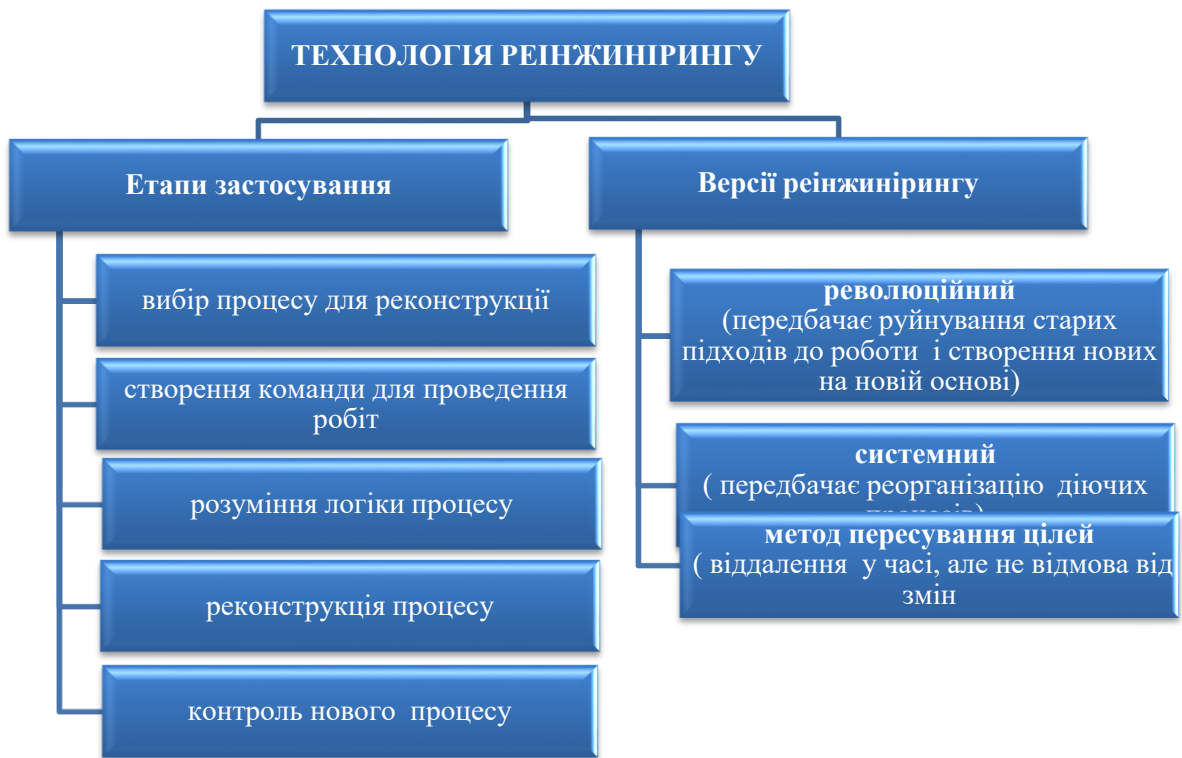 ТЕХНОЛОГІЯ РЕІНЖИНІРИНГУ
Етапи застосування
вибір процесу для реконструкції
створення команди для проведення
робіт
розуміння логіки процесу
реконструкція процесу
контроль нового процесу
Версії реінжинірингу
революційний
(передбачає руйнування старих
підходів до роботи і створення нових
на новій основі)
системний
( передбачає реорганізацію діючих
метод пересування цілей
( віддалення у часі, але не відмова від
змін